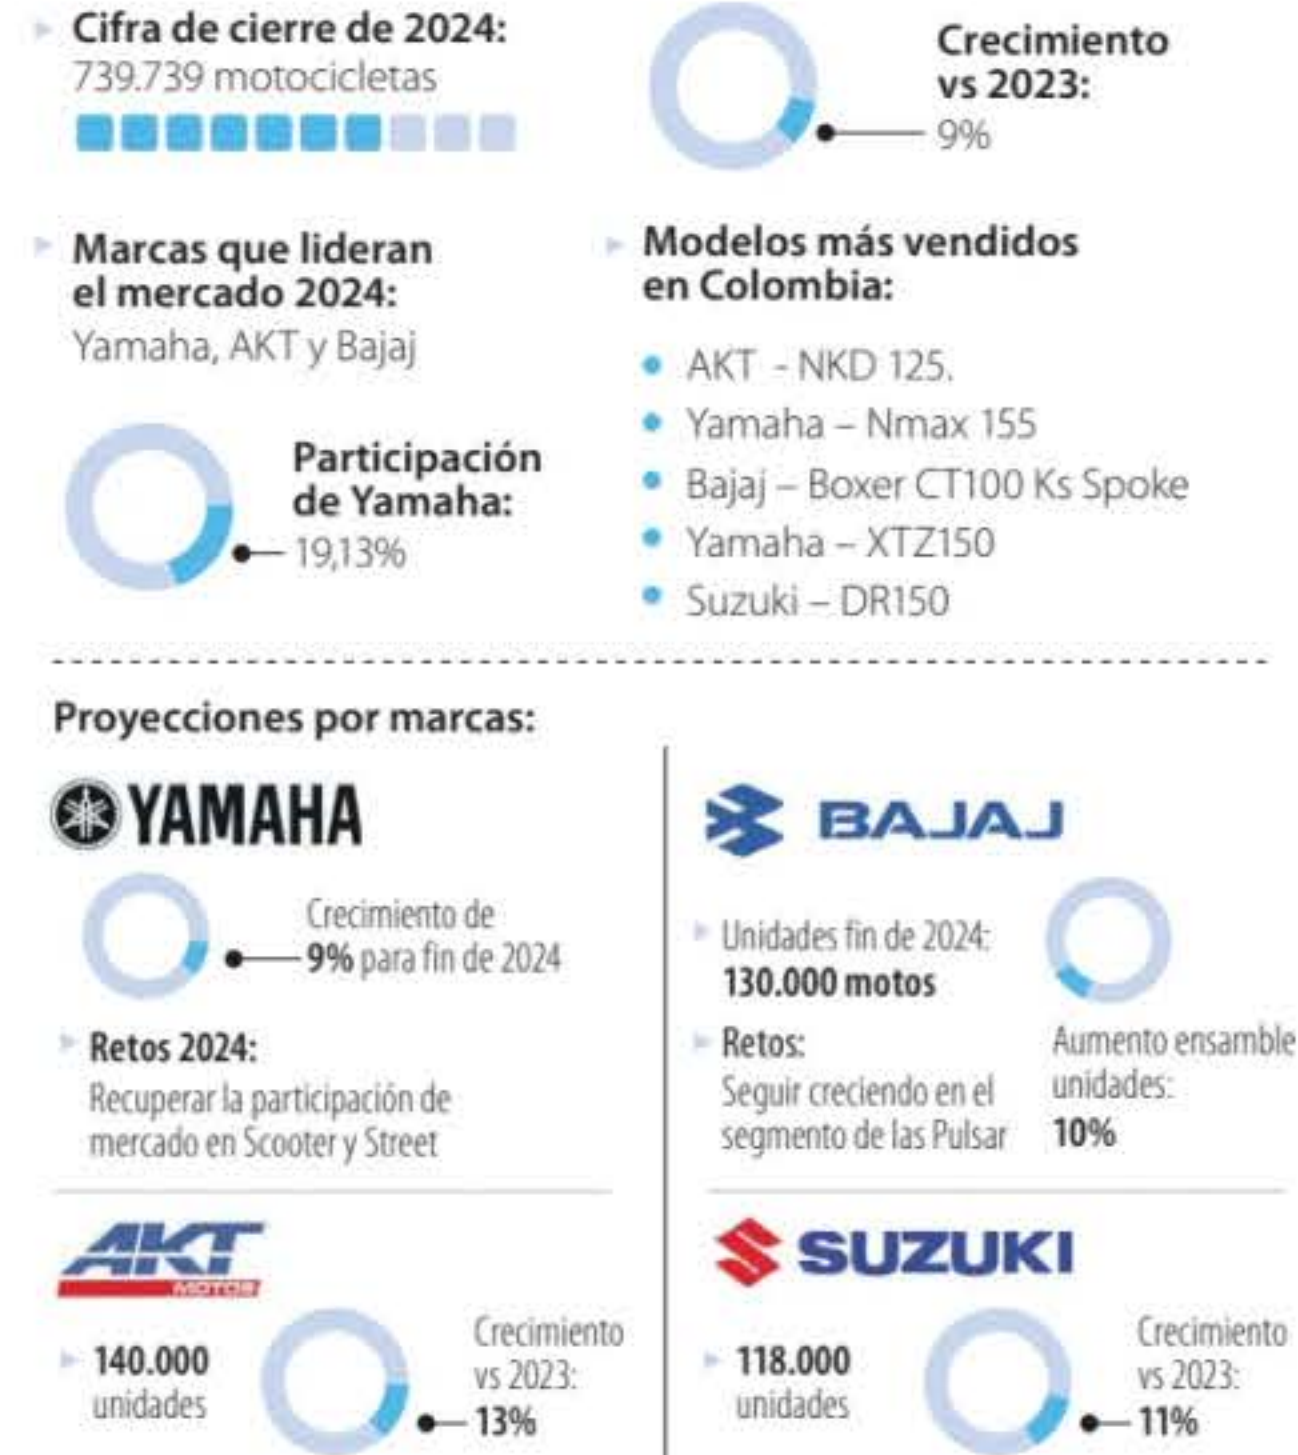 Cifra de cierre de 2024:
739.739 motocicletas
Crecimiento
vs 2023:
9%
Marcas que lideran
el mercado 2024:
Yamaha, AKT y Bajaj
Participación
de Yamaha:
19,13%
Modelos más vendidos
en Colombia:
AKT - NKD 125.
Yamaha – Nmax 155
Bajaj – Boxer CT100 Ks Spoke
Yamaha – XTZ150
Suzuki – DR150
Proyecciones por marcas:
YAMAHA
Crecimiento de
9% para fin de 2024
Retos 2024:
Recuperar la participación de
mercado en Scooter y Street
BAJAJ
Unidades fin de 2024:
130.000 motos
Retos:
Seguir creciendo en el
segmento de las Pulsar
Aumento ensamble
unidades:
10%
AKT
MOTOS
140.000
unidades
Crecimiento
vs 2023:
13%
SUZUKI
118.000
unidades
Crecimiento
vs 2023:
11%